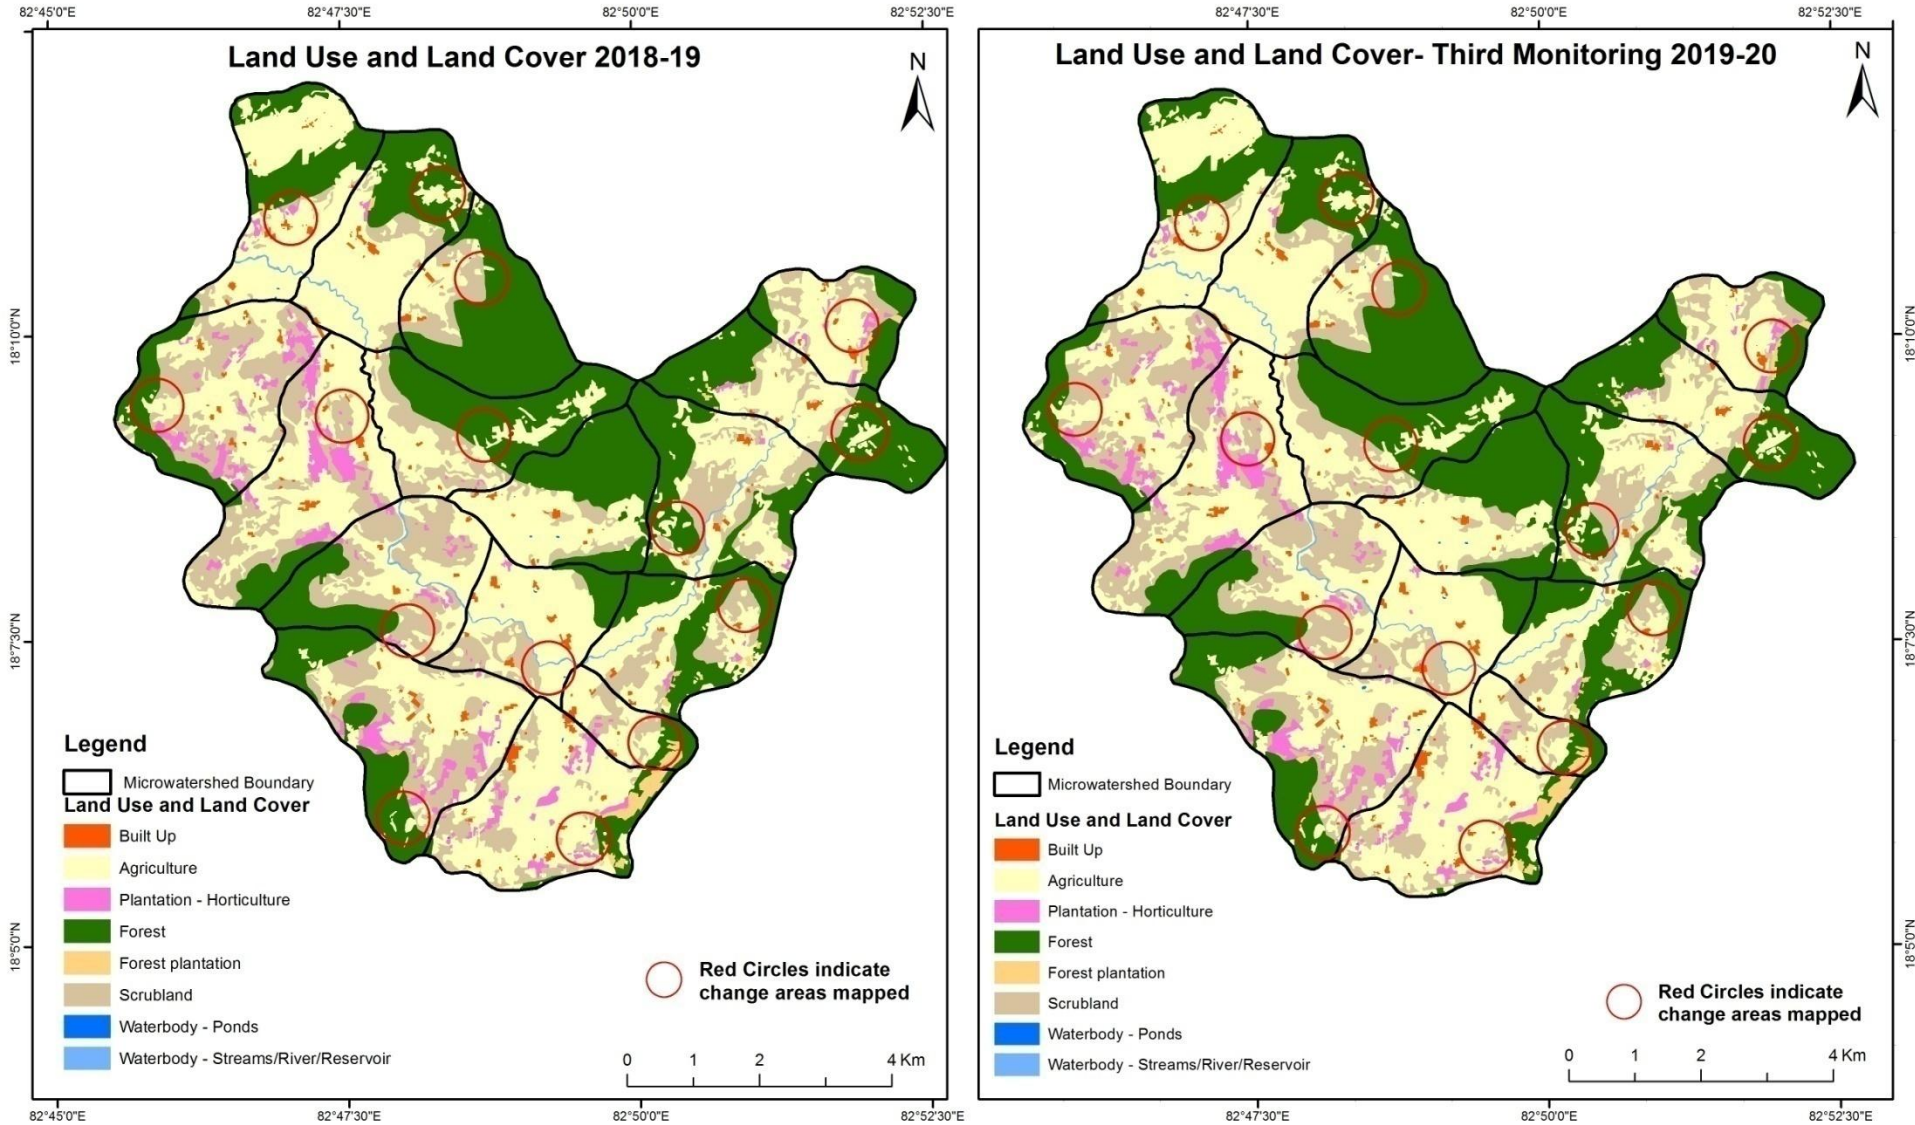 82°45'0"E 82°47'30"E 82°50'0"E 82°52'30"E
Land Use and Land Cover 2018-19
N
18°10'0"N
18°7'30"N
18°5'0"N
Legend
Microwatershed Boundary
Land Use and Land Cover
Built Up
Agriculture
Plantation - Horticulture
Forest
Forest plantation
Scrubland
Waterbody - Ponds
Waterbody - Streams/River/Reservoir
Red Circles indicate
change areas mapped
0 1 2 4 Km
82°45'0"E 82°47'30"E 82°50'0"E 82°52'30"E
82°47'30"E 82°50'0"E 82°52'30"E
Land Use and Land Cover- Third Monitoring 2019-20
N
18°10'0"N
18°7'30"N
18°5'0"N
Legend
Microwatershed Boundary
Land Use and Land Cover
Built Up
Agriculture
Plantation - Horticulture
Forest
Forest plantation
Scrubland
Waterbody - Ponds
Waterbody - Streams/River/Reservoir
Red Circles indicate
change areas mapped
0 1 2 4 Km
82°47'30"E 82°50'0"E 82°52'30"E